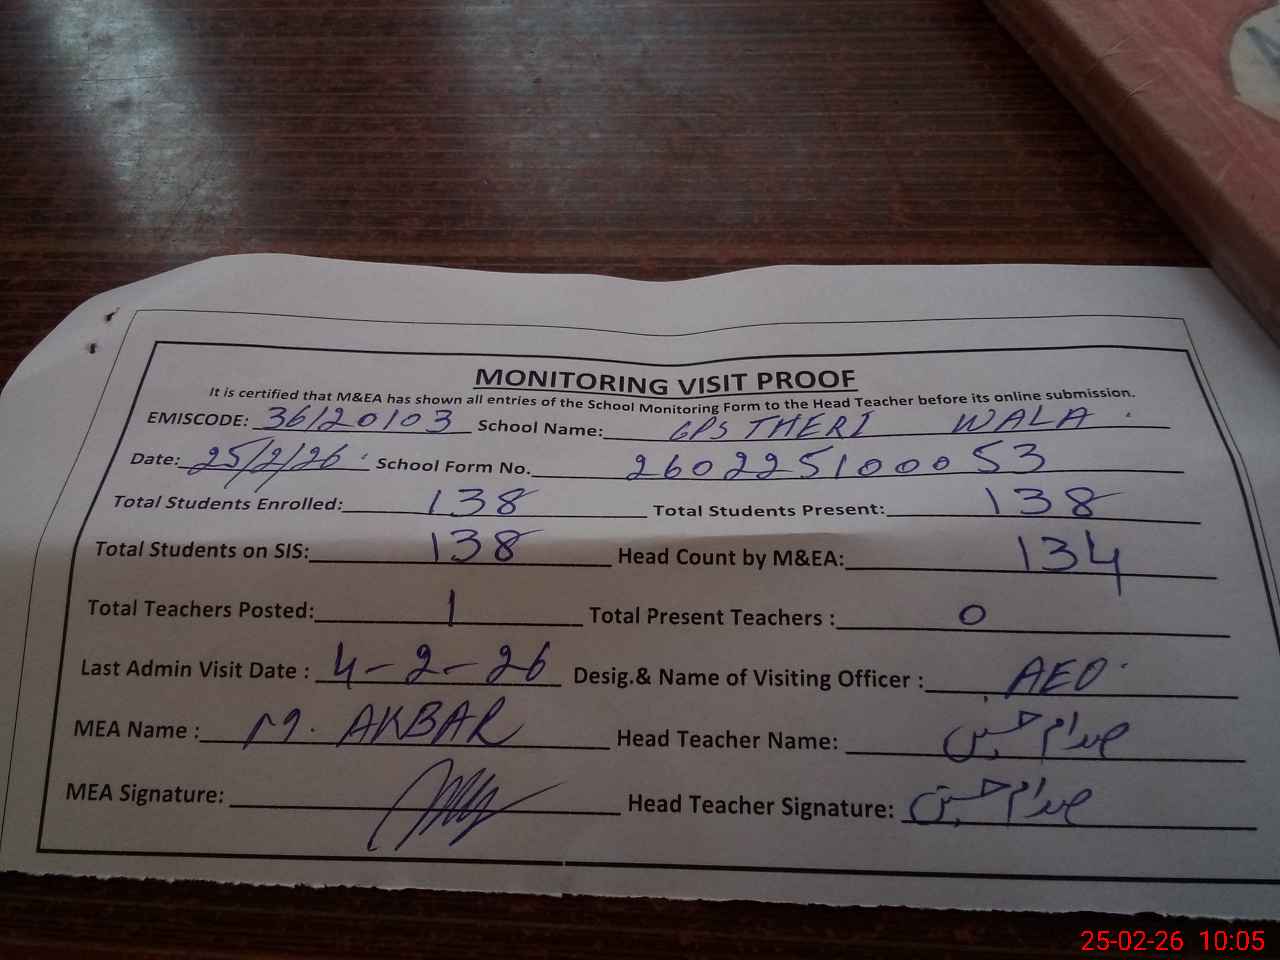 MONITORING VISIT PROOF
It is certified that M&EA has shown all entries of the School Monitoring Form to the Head Teacher before its online submission.
EMISCODE: 36120103 School Name: GPS THERI WALA.
Date: 25/2/26 School Form No. 260225100053
Total Students Enrolled: 138 Total Students Present: 138
Total Students on SIS: 138 Head Count by M&EA: 134
Total Teachers Posted: 1 Total Present Teachers : 0
Last Admin Visit Date : 4-2-26 Desig.& Name of Visiting Officer : AEO
MEA Name : M. AKBAR Head Teacher Name: صدام حسین
MEA Signature: Head Teacher Signature: صدام حسین
25-02-26 10:05